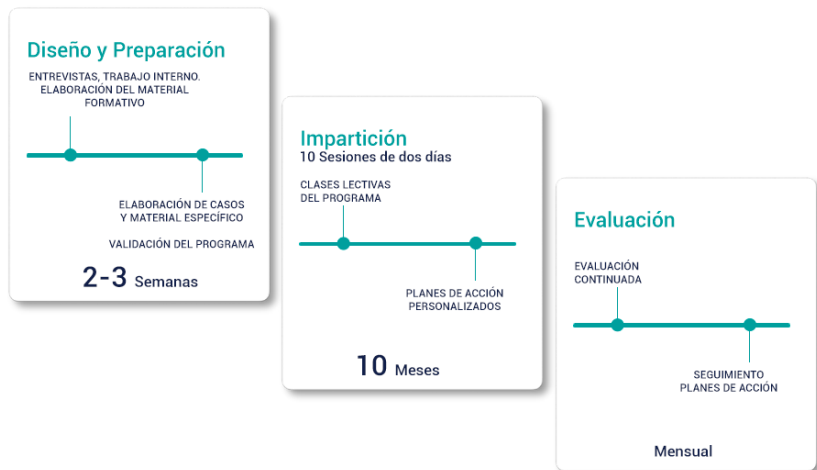 Diseño y Preparación
ENTREVISTAS, TRABAJO INTERNO.
ELABORACIÓN DEL MATERIAL
FORMATIVO
ELABORACIÓN DE CASOS
Y MATERIAL ESPECÍFICO
VALIDACIÓN DEL PROGRAMA
2-3 Semanas
Impartición
10 Sesiones de dos días
CLASES LECTIVAS
DEL PROGRAMA
PLANES DE ACCIÓN
PERSONALIZADOS
10 Meses
Evaluación
EVALUACIÓN
CONTINUADA
SEGUIMIENTO
PLANES DE ACCIÓN
Mensual